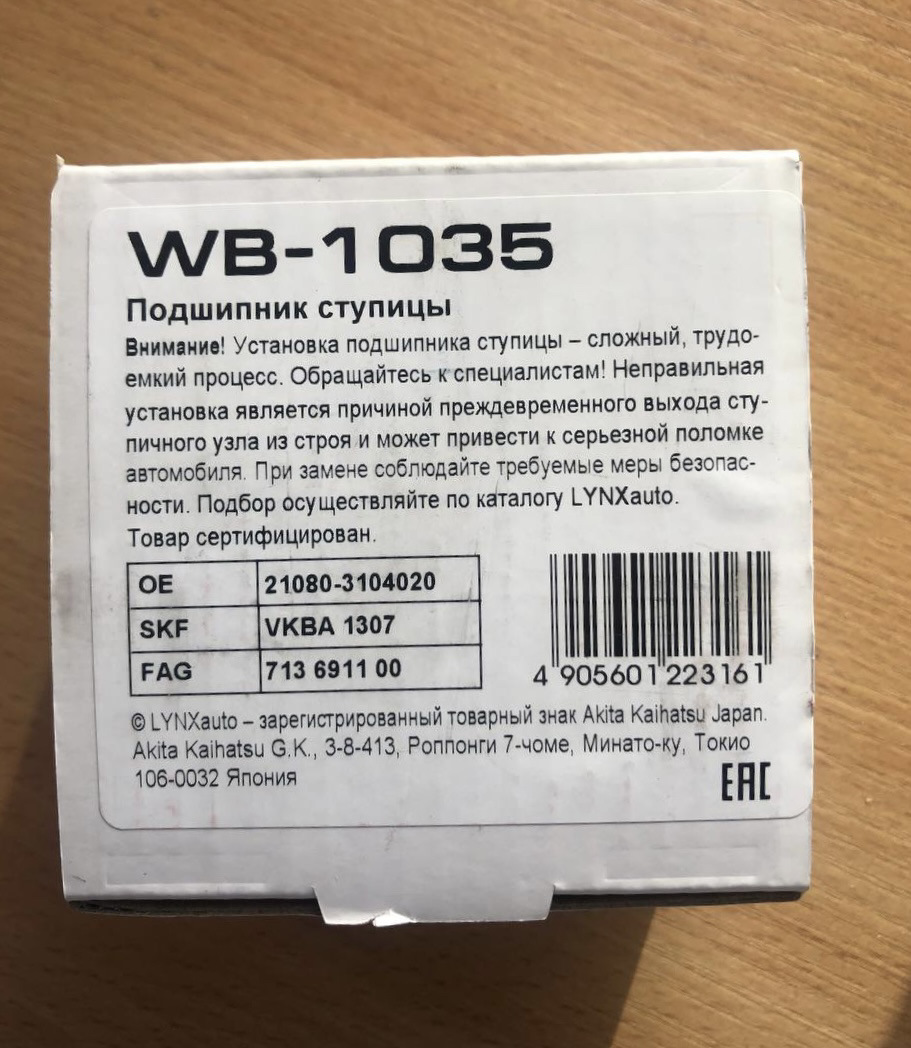 WB-1035
Подшипник ступицы
Внимание! Установка подшипника ступицы – сложный, трудо-
емкий процесс. Обращайтесь к специалистам! Неправильная
установка является причиной преждевременного выхода сту-
пичного узла из строя и может привести к серьезной поломке
автомобиля. При замене соблюдайте требуемые меры безопас-
ности. Подбор осуществляйте по каталогу LYNXauto.
Товар сертифицирован.
OE 21080-3104020
SKF VKBA 1307
FAG 713 6911 00
4 905601 223161
© LYNXauto – зарегистрированный товарный знак Akita Kaihatsu Japan.
Akita Kaihatsu G.K., 3-8-413, Роппонги 7-чоме, Минато-ку, Токио
106-0032 Япония
EAC